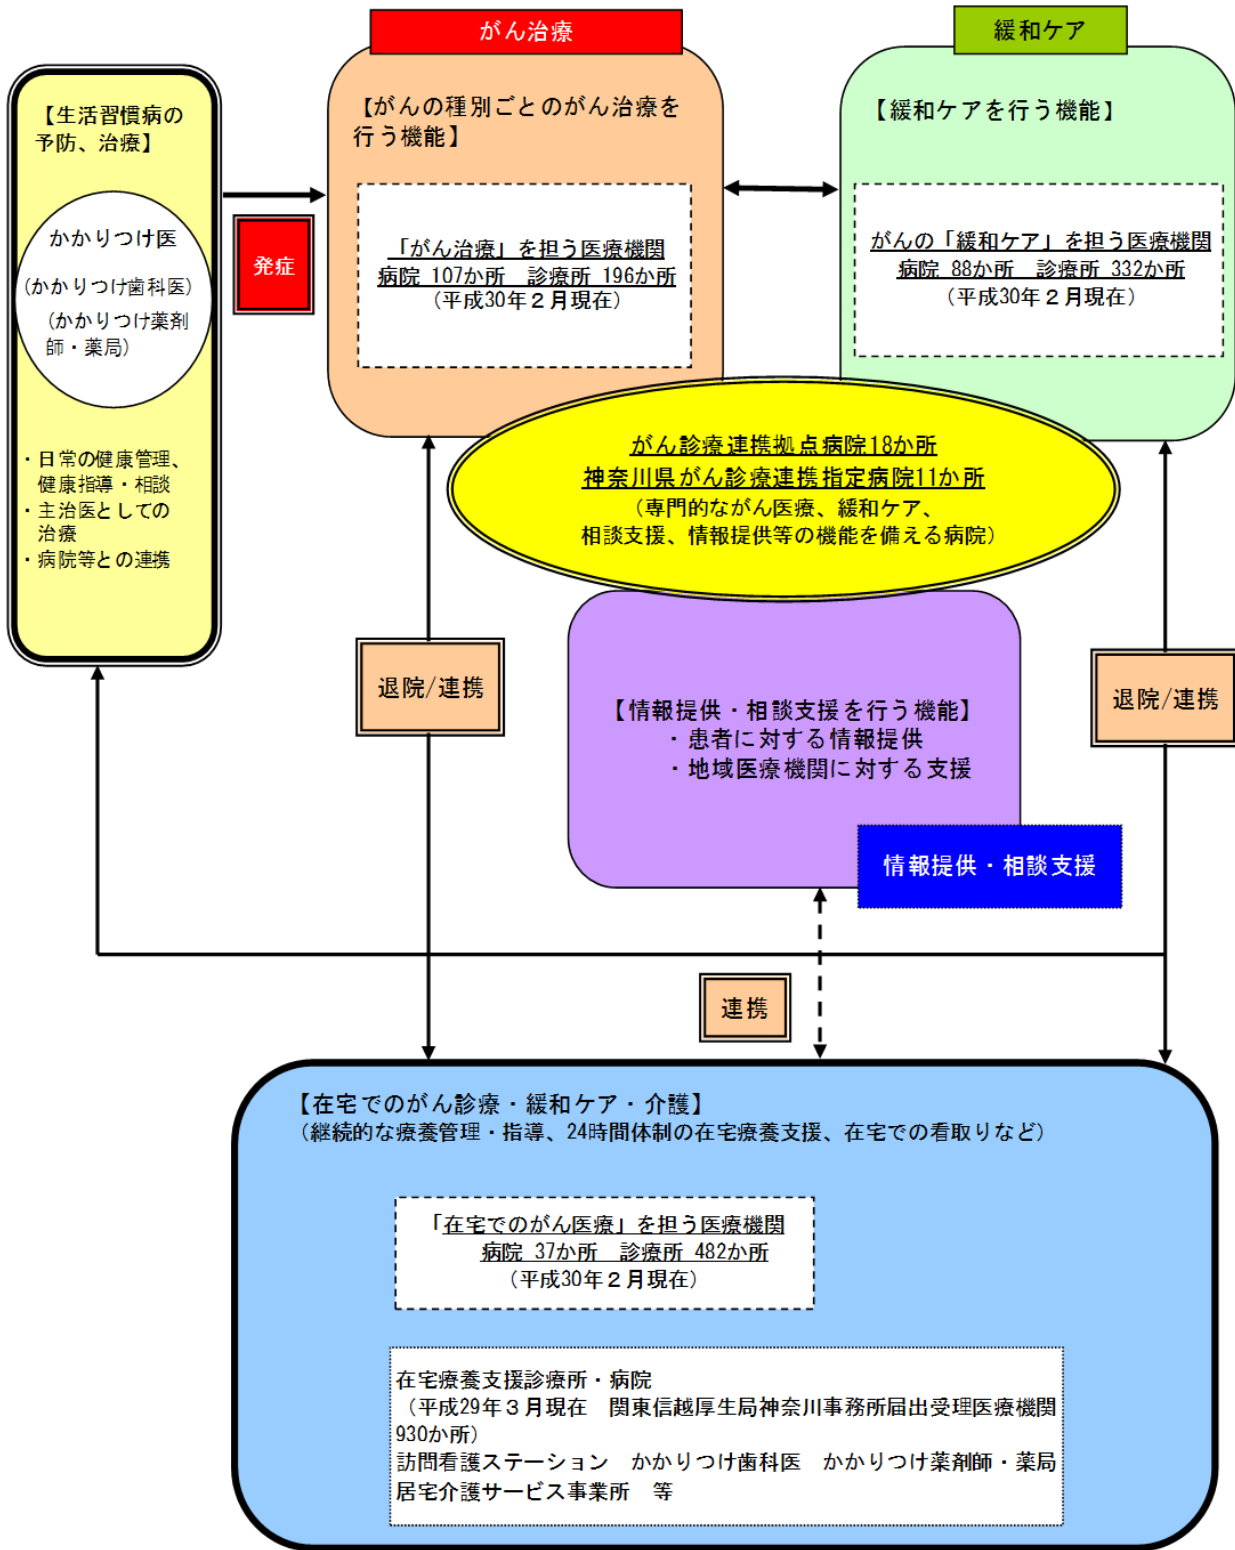 がん治療
緩和ケア
【生活習慣病の
予防、治療】
かかりつけ医
(かかりつけ歯科医)
(かかりつけ薬剤
師・薬局)
・日常の健康管理、
健康指導・相談
・主治医としての
治療
・病院等との連携
発症
【がんの種別ごとのがん治療を
行う機能】
「がん治療」を担う医療機関
病院 107か所　診療所 196か所
（平成30年２月現在）
【緩和ケアを行う機能】
がんの「緩和ケア」を担う医療機関
病院 88か所　診療所 332か所
（平成30年２月現在）
がん診療連携拠点病院18か所
神奈川県がん診療連携指定病院11か所
（専門的ながん医療、緩和ケア、
相談支援、情報提供等の機能を備える病院）
退院/連携
【情報提供・相談支援を行う機能】
・患者に対する情報提供
・地域医療機関に対する支援
退院/連携
情報提供・相談支援
連携
【在宅でのがん診療・緩和ケア・介護】
（継続的な療養管理・指導、24時間体制の在宅療養支援、在宅での看取りなど）
「在宅でのがん医療」を担う医療機関
病院 37か所　診療所 482か所
（平成30年２月現在）
在宅療養支援診療所・病院
（平成29年３月現在　関東信越厚生局神奈川事務所届出受理医療機関
930か所）
訪問看護ステーション　かかりつけ歯科医　かかりつけ薬剤師・薬局
居宅介護サービス事業所　等